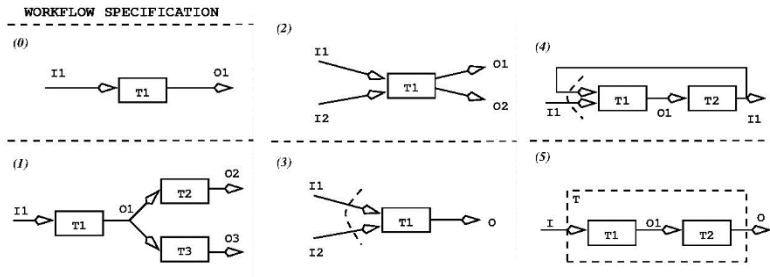 WORKFLOW SPECIFICATION
(0)
I1
T1
O1
(2)
I1
I2
T1
O1
O2
(4)
I1
T1
O1
T2
I1
(1)
I1
T1
O1
T2
O2
T3
O3
(3)
I1
I2
T1
O
(5)
T
I
T1
O1
T2
O